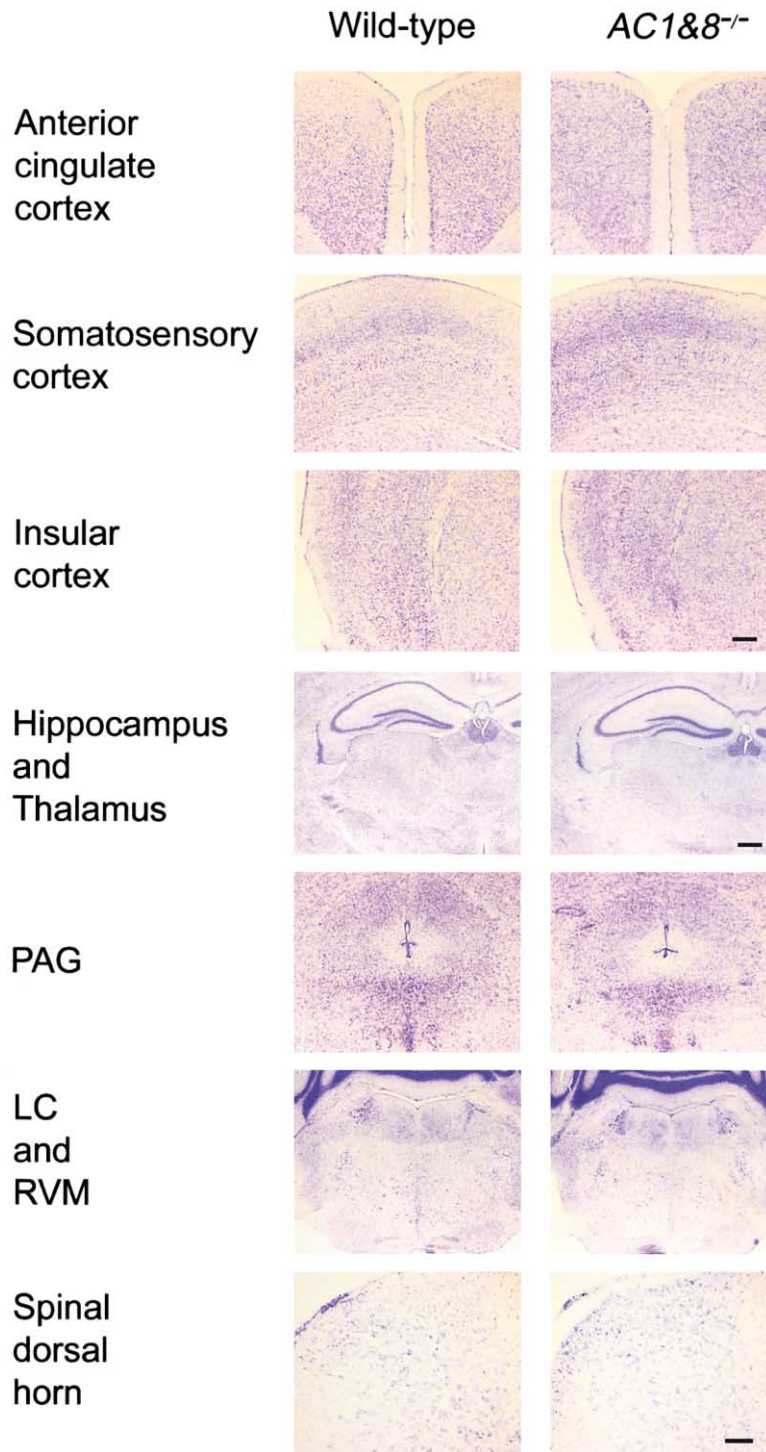 Wild-type AC1&8⁻/⁻
Anterior
cingulate
cortex
Somatosensory
cortex
Insular
cortex
Hippocampus
and
Thalamus
PAG
LC
and
RVM
Spinal
dorsal
horn